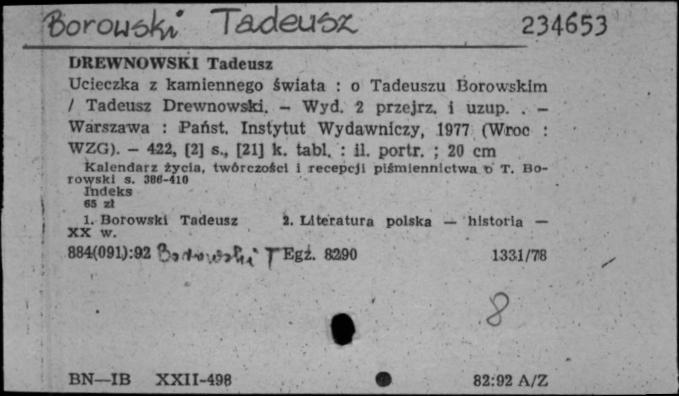 Borowski Tadeusz 234653
DREWNOWSKI Tadeusz
Ucieczka z kamiennego świata : o Tadeuszu Borowskim
/ Tadeusz Drewnowski. — Wyd. 2 przejrz. i uzup. . —
Warszawa : Państ. Instytut Wydawniczy, 1977 (Wroc :
WZG). — 422, [2] s., [21] k. tabl. : il. portr. ; 20 cm
Kalendarz życia, twórczości i recepcji piśmiennictwa o T. Bo-
rowski s. 386-410
Indeks
65 zł
1. Borowski Tadeusz 2. Literatura polska — historia —
XX w.
884(091):92 Borowski T Egz. 8290 1331/78
8
BN—IB XXII-498 82:92 A/Z